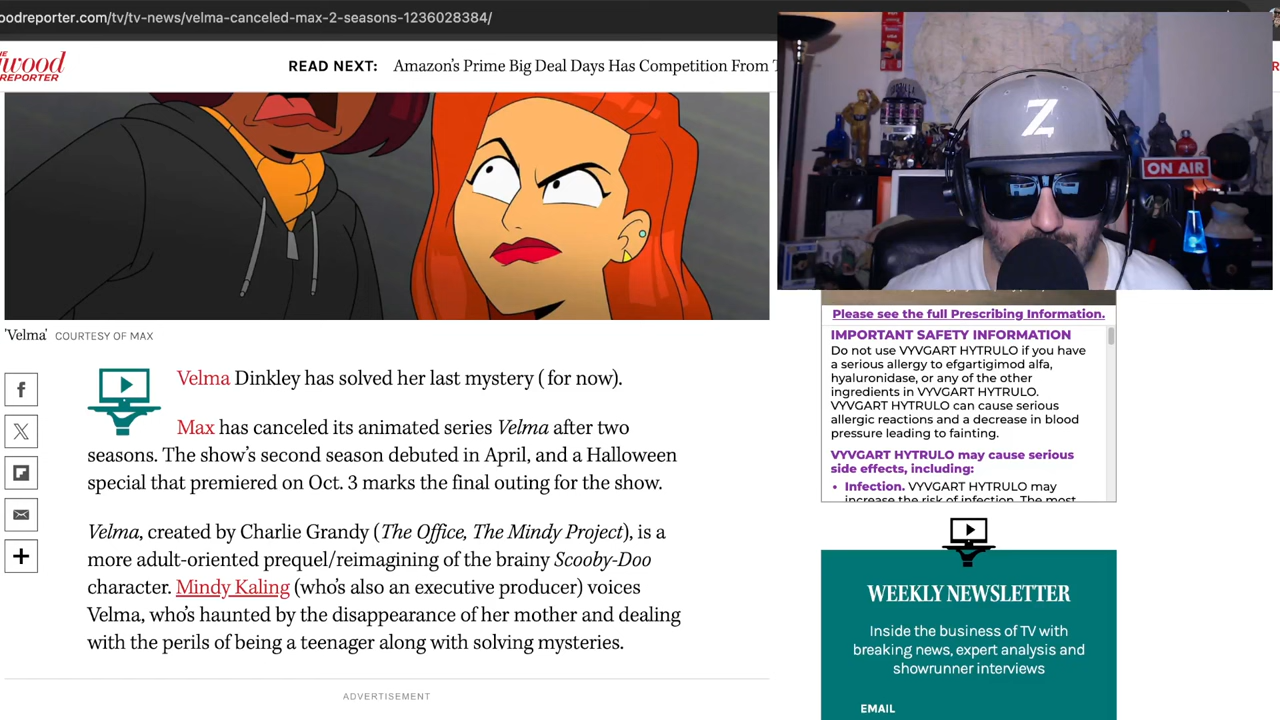 oodreporter.com/tv/tv-news/velma-canceled-max-2-seasons-1236028384/
wood
REPORTER
READ NEXT: Amazon's Prime Big Deal Days Has Competition From T
Z
ON AIR
'Velma' COURTESY OF MAX
Velma Dinkley has solved her last mystery ( for now).
Max has canceled its animated series Velma after two
seasons. The show's second season debuted in April, and a Halloween
special that premiered on Oct. 3 marks the final outing for the show.
Velma, created by Charlie Grandy (The Office, The Mindy Project), is a
more adult-oriented prequel/reimagining of the brainy Scooby-Doo
character. Mindy Kaling (who's also an executive producer) voices
Velma, who's haunted by the disappearance of her mother and dealing
with the perils of being a teenager along with solving mysteries.
ADVERTISEMENT
Please see the full Prescribing Information.
IMPORTANT SAFETY INFORMATION
Do not use VYVGART HYTRULO if you have
a serious allergy to efgartigimod alfa,
hyaluronidase, or any of the other
ingredients in VYVGART HYTRULO.
VYVGART HYTRULO can cause serious
allergic reactions and a decrease in blood
pressure leading to fainting.
VYVGART HYTRULO may cause serious
side effects, including:
• Infection. VYVGART HYTRULO may
increase the risk of infection. The most
WEEKLY NEWSLETTER
Inside the business of TV with
breaking news, expert analysis and
showrunner interviews
EMAIL